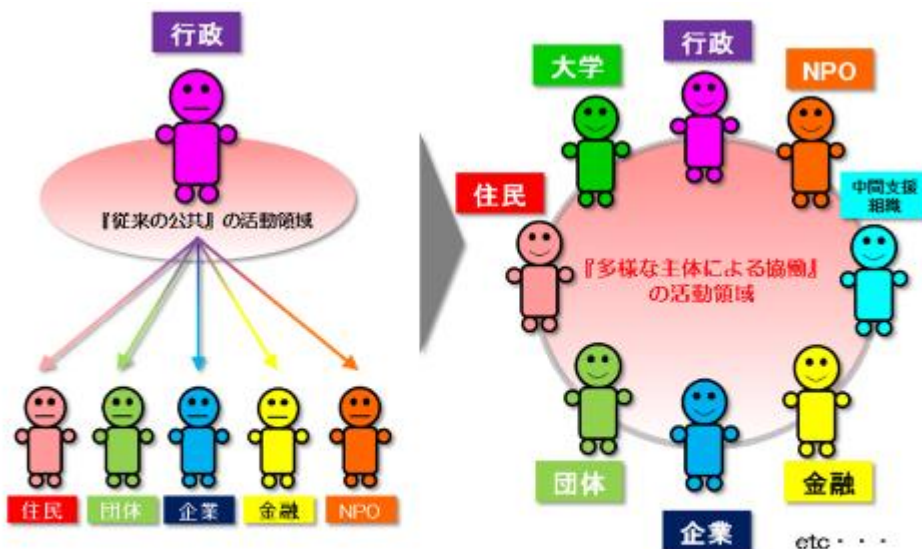 行政
『従来の公共』の活動領域
住民
団体
企業
金融
NPO
大学
行政
NPO
住民
中間支援
組織
『多様な主体による協働』
の活動領域
団体
企業
金融
etc・・・